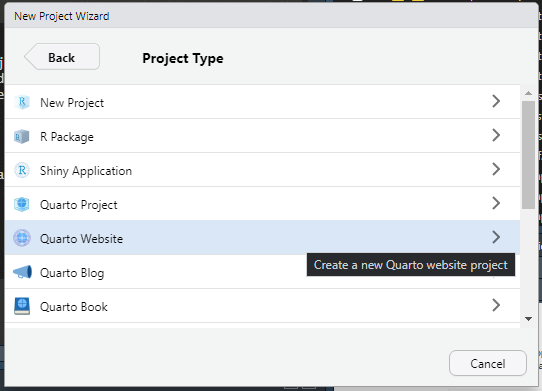 New Project Wizard
Back
Project Type
New Project
R Package
Shiny Application
Quarto Project
Quarto Website
Create a new Quarto website project
Quarto Blog
Quarto Book
Cancel